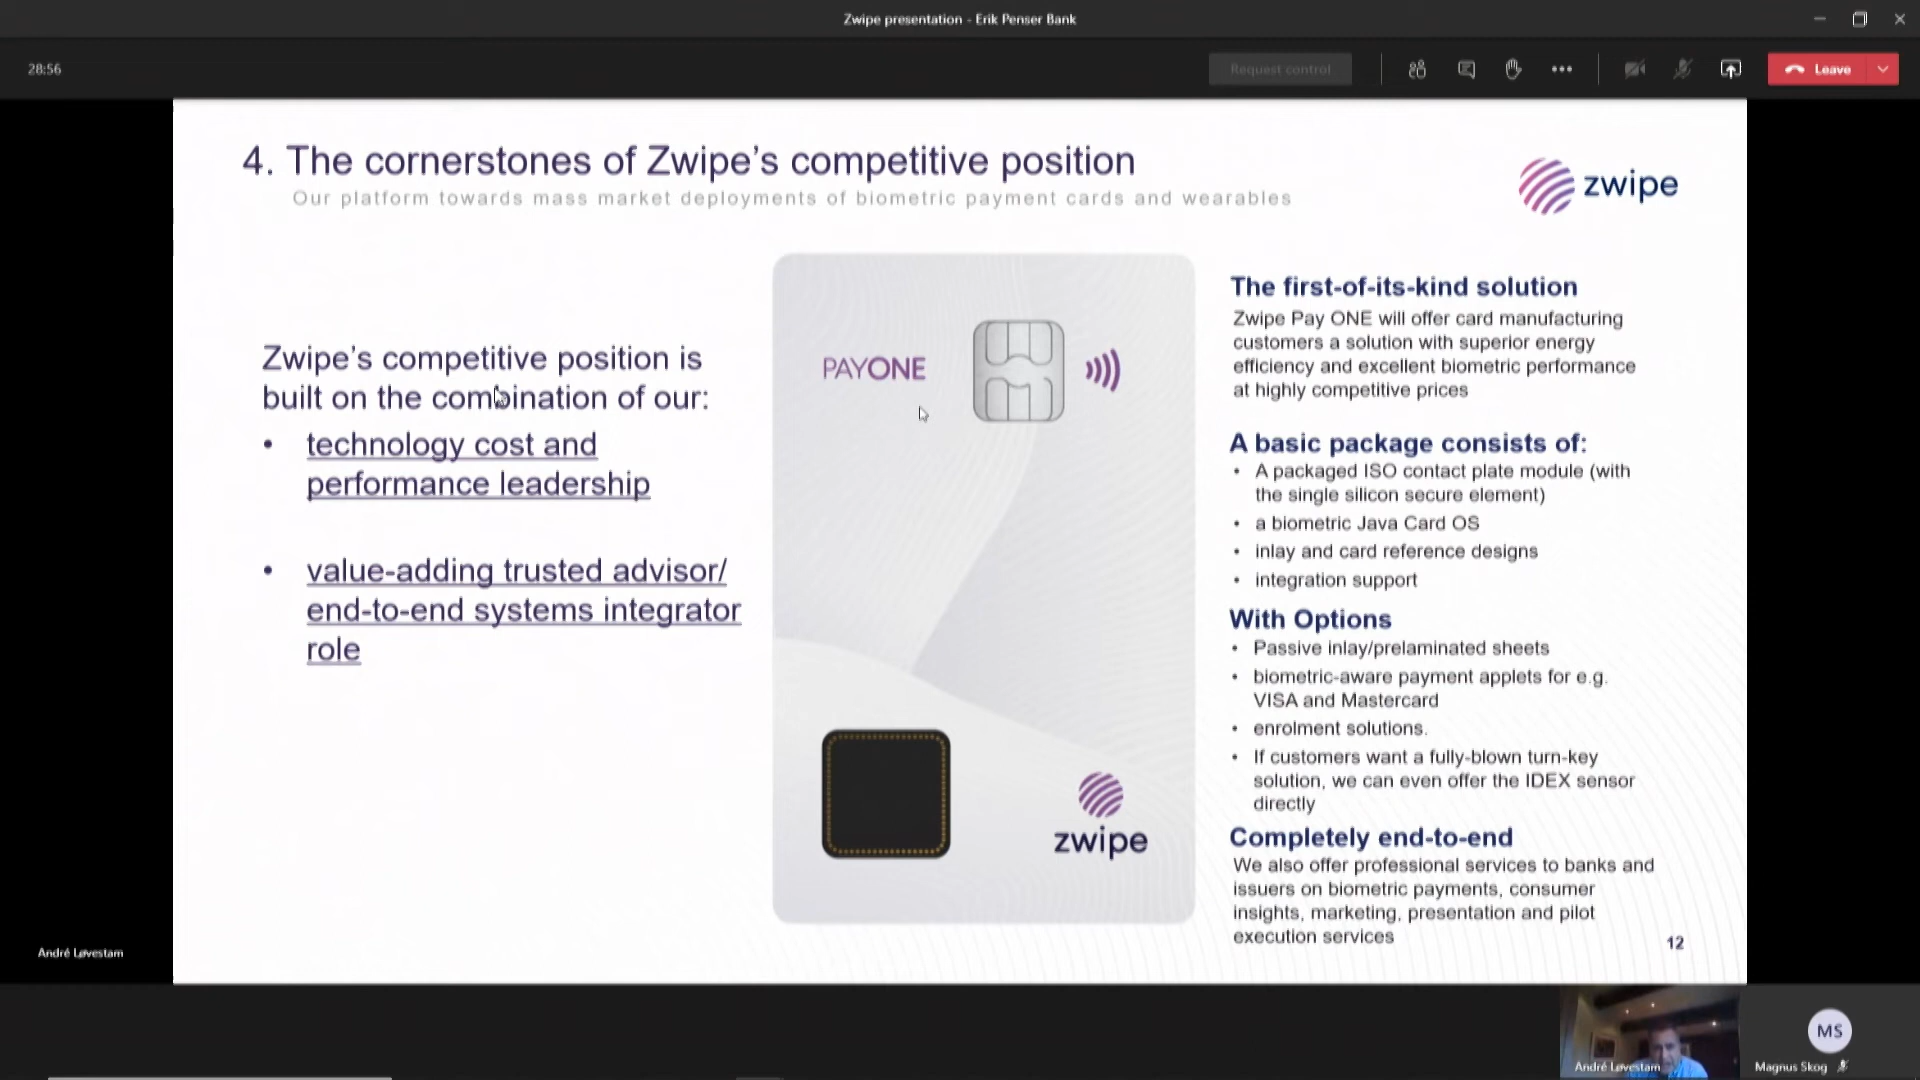 Zwipe presentation - Erik Penser Bank
28:56
Request control
Leave
4. The cornerstones of Zwipe's competitive position
Our platform towards mass market deployments of biometric payment cards and wearables
zwipe
Zwipe's competitive position is
built on the combination of our:
• technology cost and
performance leadership
• value-adding trusted advisor/
end-to-end systems integrator
role
PAYONE
zwipe
The first-of-its-kind solution
Zwipe Pay ONE will offer card manufacturing
customers a solution with superior energy
efficiency and excellent biometric performance
at highly competitive prices
A basic package consists of:
• A packaged ISO contact plate module (with
the single silicon secure element)
• a biometric Java Card OS
• inlay and card reference designs
• integration support
With Options
• Passive inlay/prelaminated sheets
• biometric-aware payment applets for e.g.
VISA and Mastercard
• enrolment solutions.
• If customers want a fully-blown turn-key
solution, we can even offer the IDEX sensor
directly
Completely end-to-end
We also offer professional services to banks and
issuers on biometric payments, consumer
insights, marketing, presentation and pilot
execution services
12
André Løvestam
André Løvestam
MS
Magnus Skog